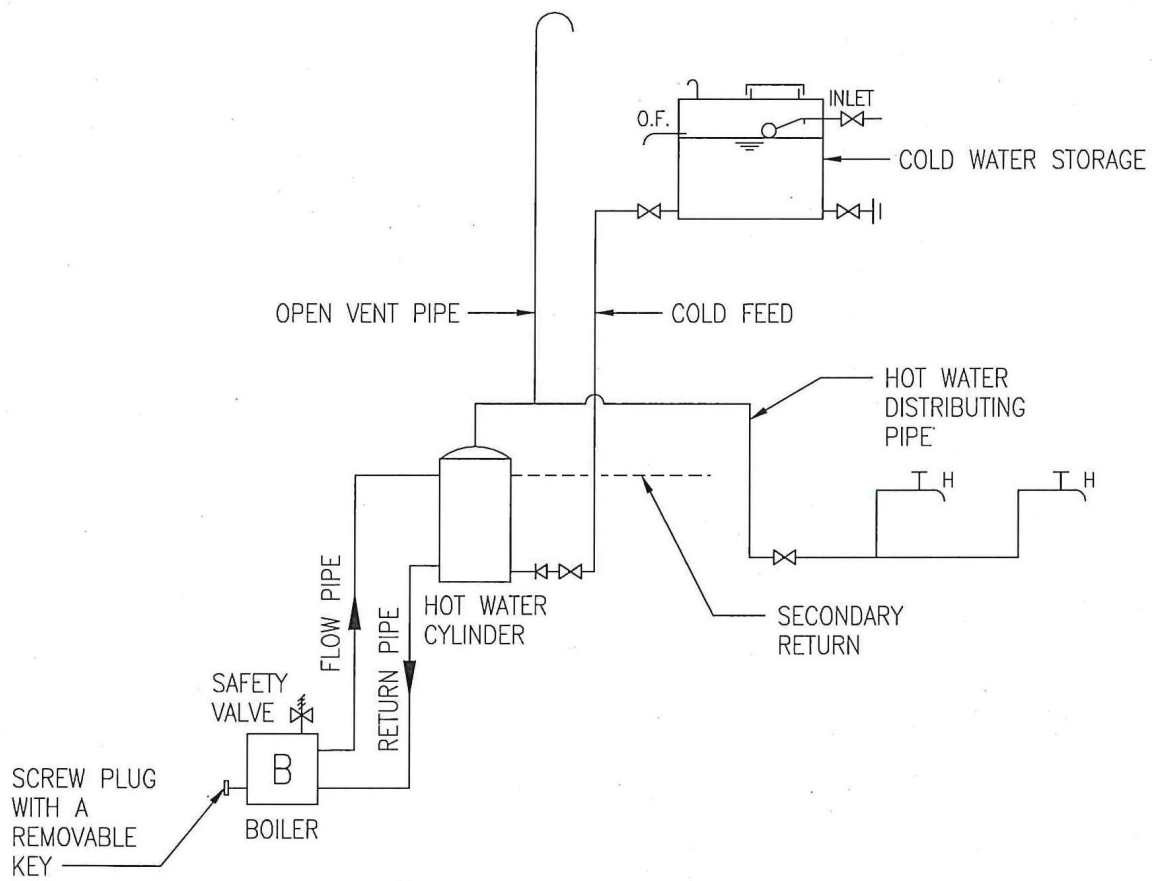 INLET
O.F.
COLD WATER STORAGE
OPEN VENT PIPE
COLD FEED
HOT WATER
DISTRIBUTING
PIPE
H
H
FLOW PIPE
RETURN PIPE
HOT WATER
CYLINDER
SECONDARY
RETURN
SAFETY
VALVE
B
BOILER
SCREW PLUG
WITH A
REMOVABLE
KEY